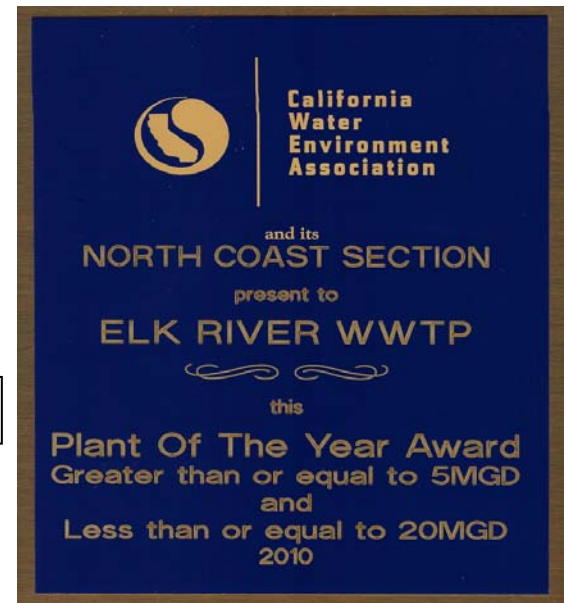 California
Water
Environment
Association
and its
NORTH COAST SECTION
present to
ELK RIVER WWTP
this
Plant Of The Year Award
Greater than or equal to 5MGD
and
Less than or equal to 20MGD
2010